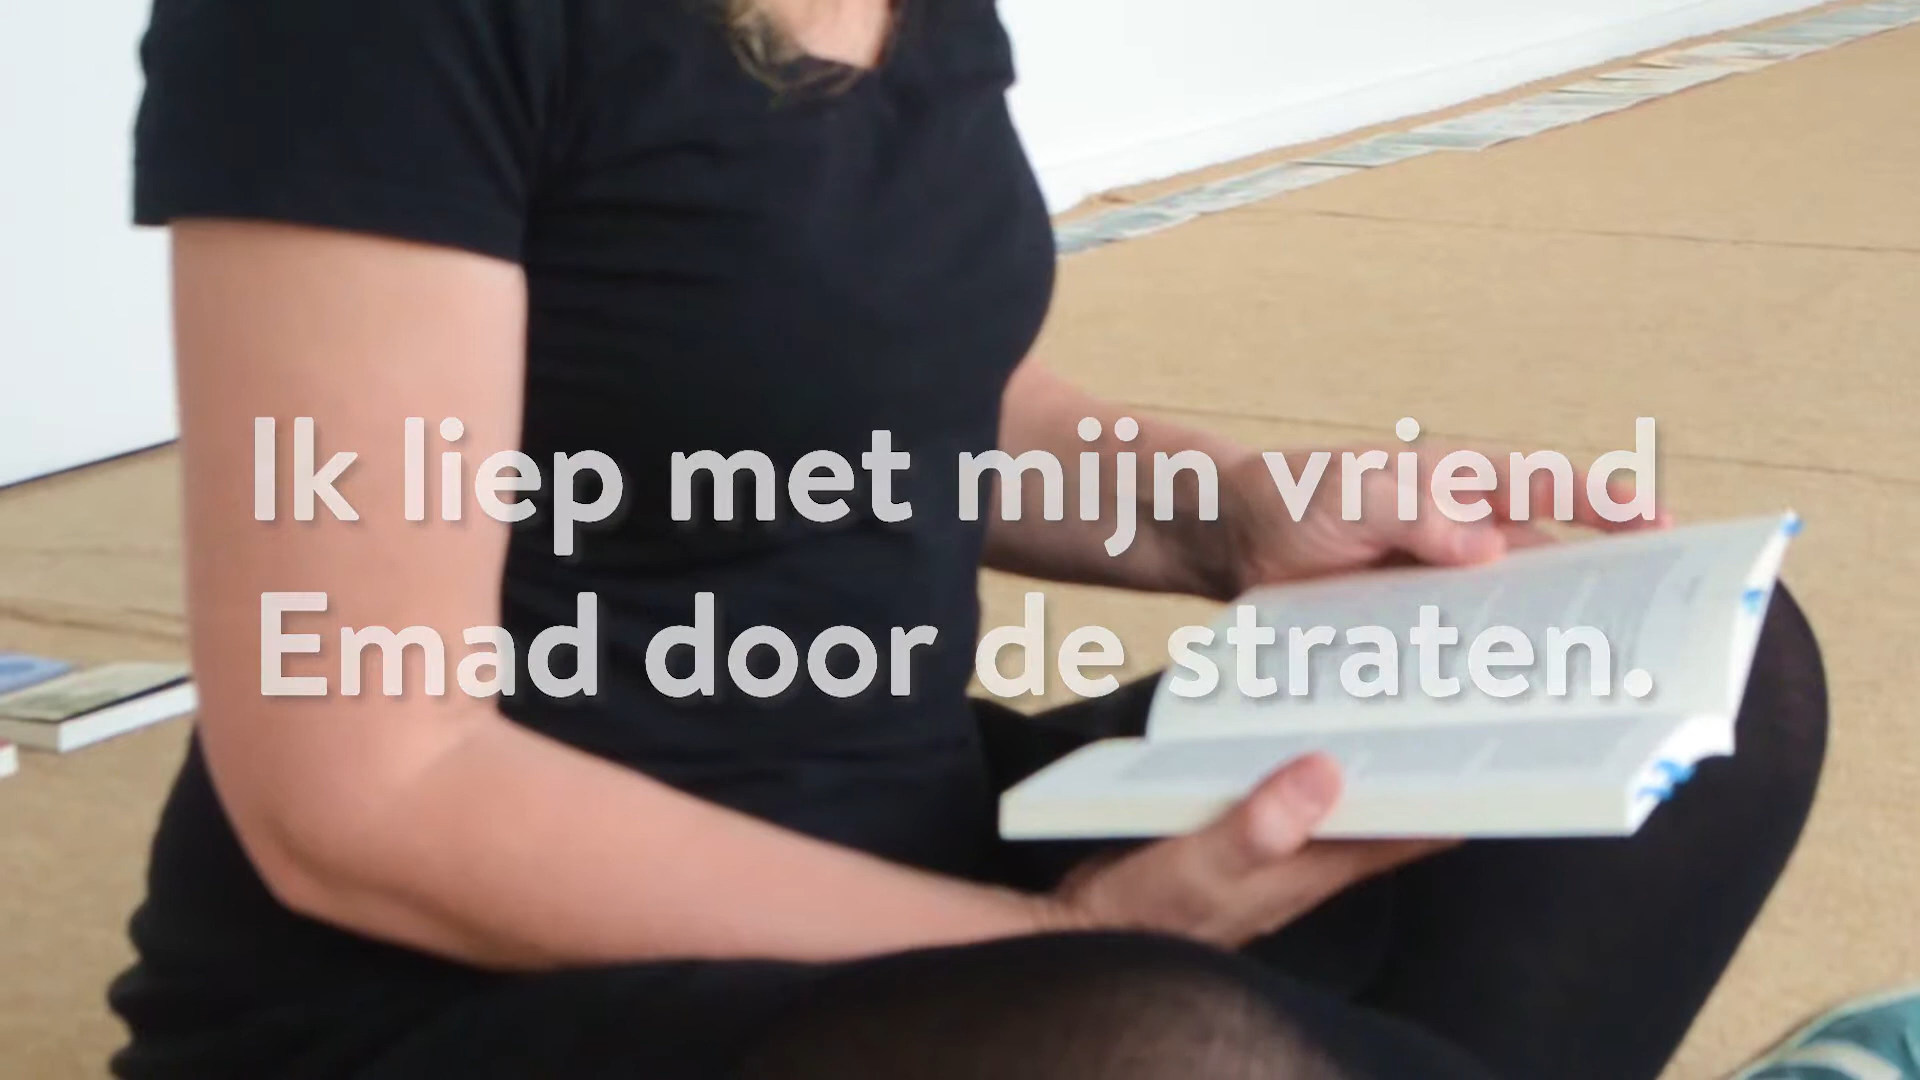 Ik liep met mijn vriend
Emad door de straten.